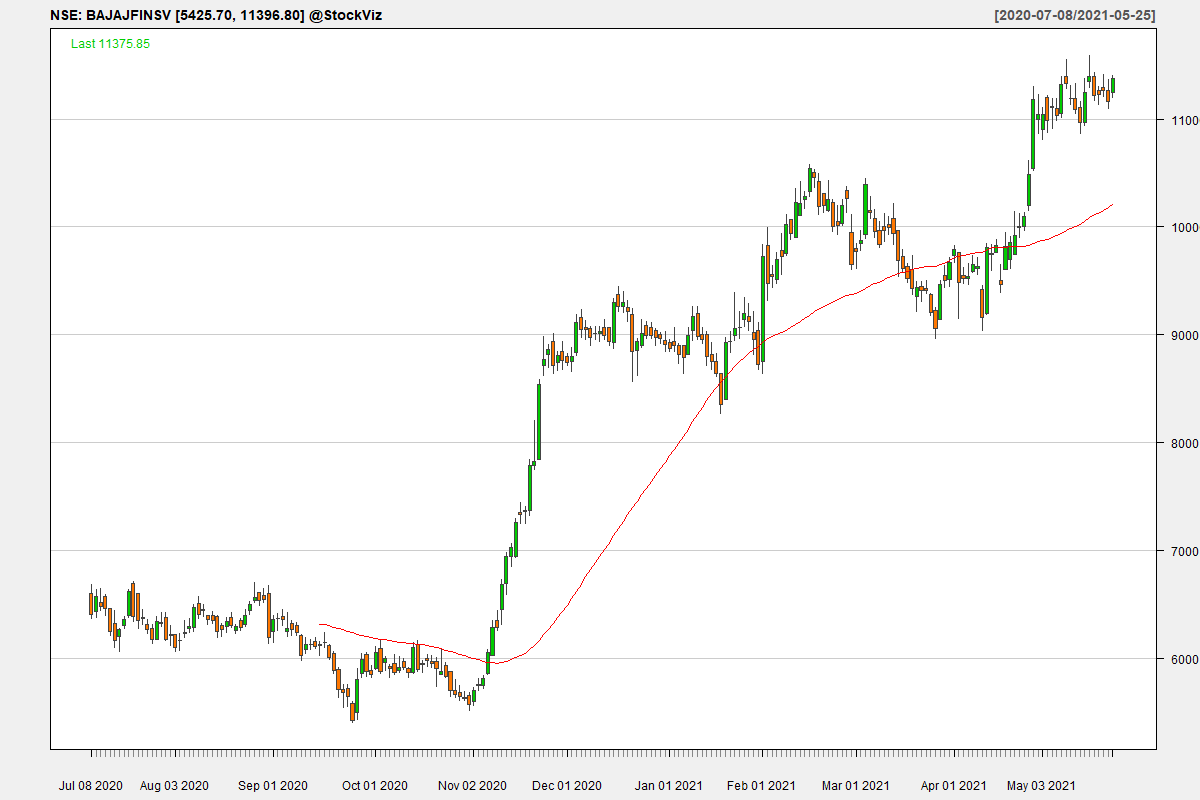 NSE: BAJAJFINSV [5425.70, 11396.80] @StockViz [2020-07-08/2021-05-25]
Last 11375.85
11000
10000
9000
8000
7000
6000
Jul 08 2020 Aug 03 2020 Sep 01 2020 Oct 01 2020 Nov 02 2020 Dec 01 2020 Jan 01 2021 Feb 01 2021 Mar 01 2021 Apr 01 2021 May 03 2021